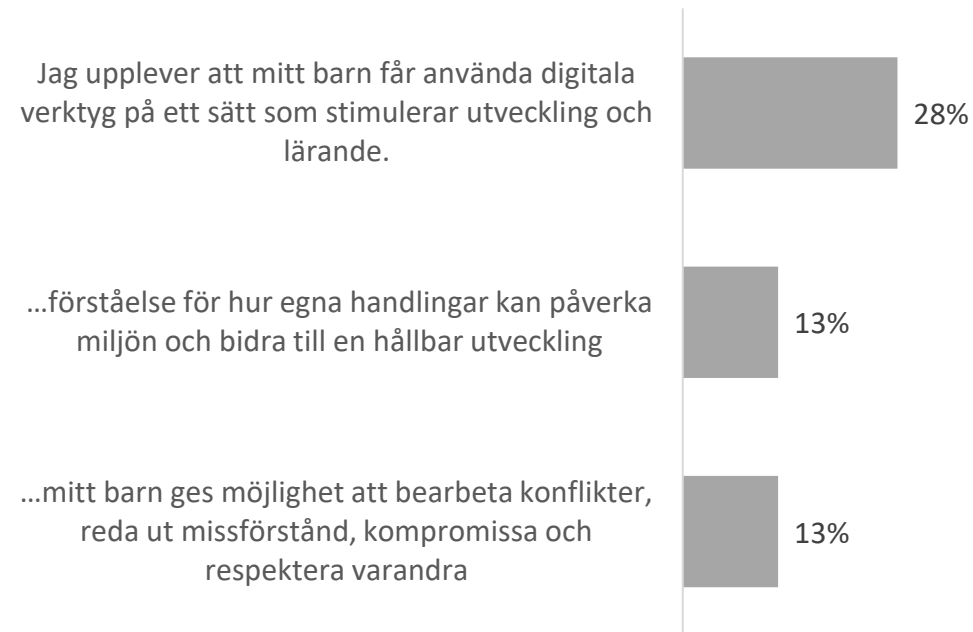 Jag upplever att mitt barn får använda digitala
verktyg på ett sätt som stimulerar utveckling och
lärande.
28%
…förståelse för hur egna handlingar kan påverka
miljön och bidra till en hållbar utveckling
13%
…mitt barn ges möjlighet att bearbeta konflikter,
reda ut missförstånd, kompromissa och
respektera varandra
13%